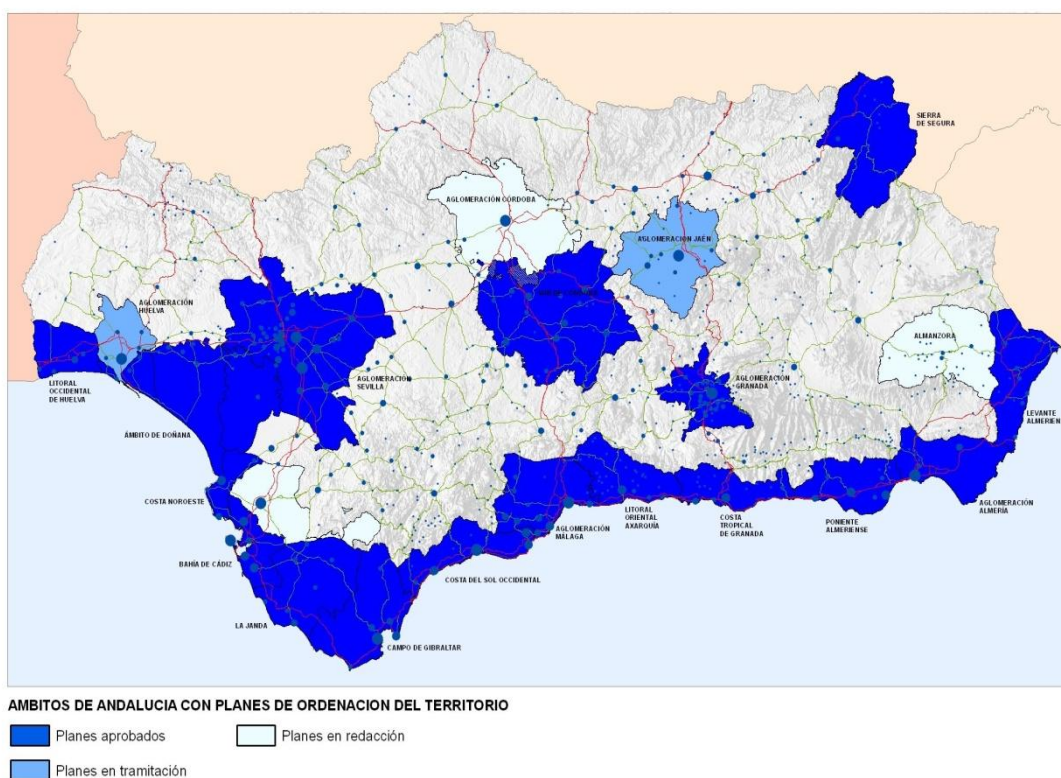 SIERRA
DE SEGURA
AGLOMERACIÓN CÓRDOBA
AGLOMERACIÓN JAÉN
AGLOMERACIÓN
HUELVA
ALMANZORA
LITORAL
OCCIDENTAL
DE HUELVA
AGLOMERACIÓN
SEVILLA
AGLOMERACIÓN
GRANADA
LEVANTE
ALMERIEN
ÁMBITO DE DOÑANA
COSTA NOROESTE
AGLOMERACIÓN
ALMERÍA
LITORAL
ORIENTAL
AXARQUÍA
COSTA
TROPICAL
DE GRANADA
PONIENTE
ALMERIENSE
AGLOMERACIÓN
MÁLAGA
BAHÍA DE CÁDIZ
COSTA DEL SOL OCCIDENTAL
LA JANDA
CAMPO DE GIBRALTAR
AMBITOS DE ANDALUCIA CON PLANES DE ORDENACION DEL TERRITORIO
Planes aprobados
Planes en redacción
Planes en tramitación